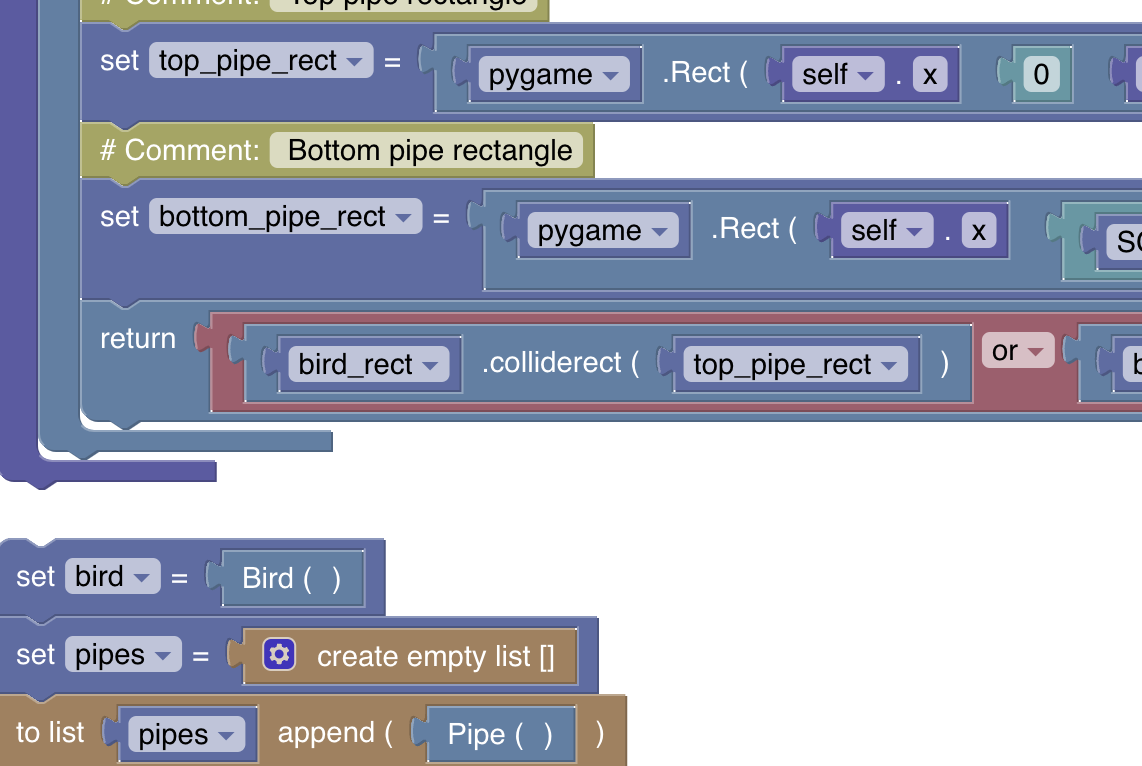 # Comment: Top pipe rectangle
set top_pipe_rect = pygame .Rect ( self . x 0
# Comment: Bottom pipe rectangle
set bottom_pipe_rect = pygame .Rect ( self . x
return bird_rect .colliderect ( top_pipe_rect ) or
set bird = Bird ( )
set pipes = create empty list []
to list pipes append ( Pipe ( ) )